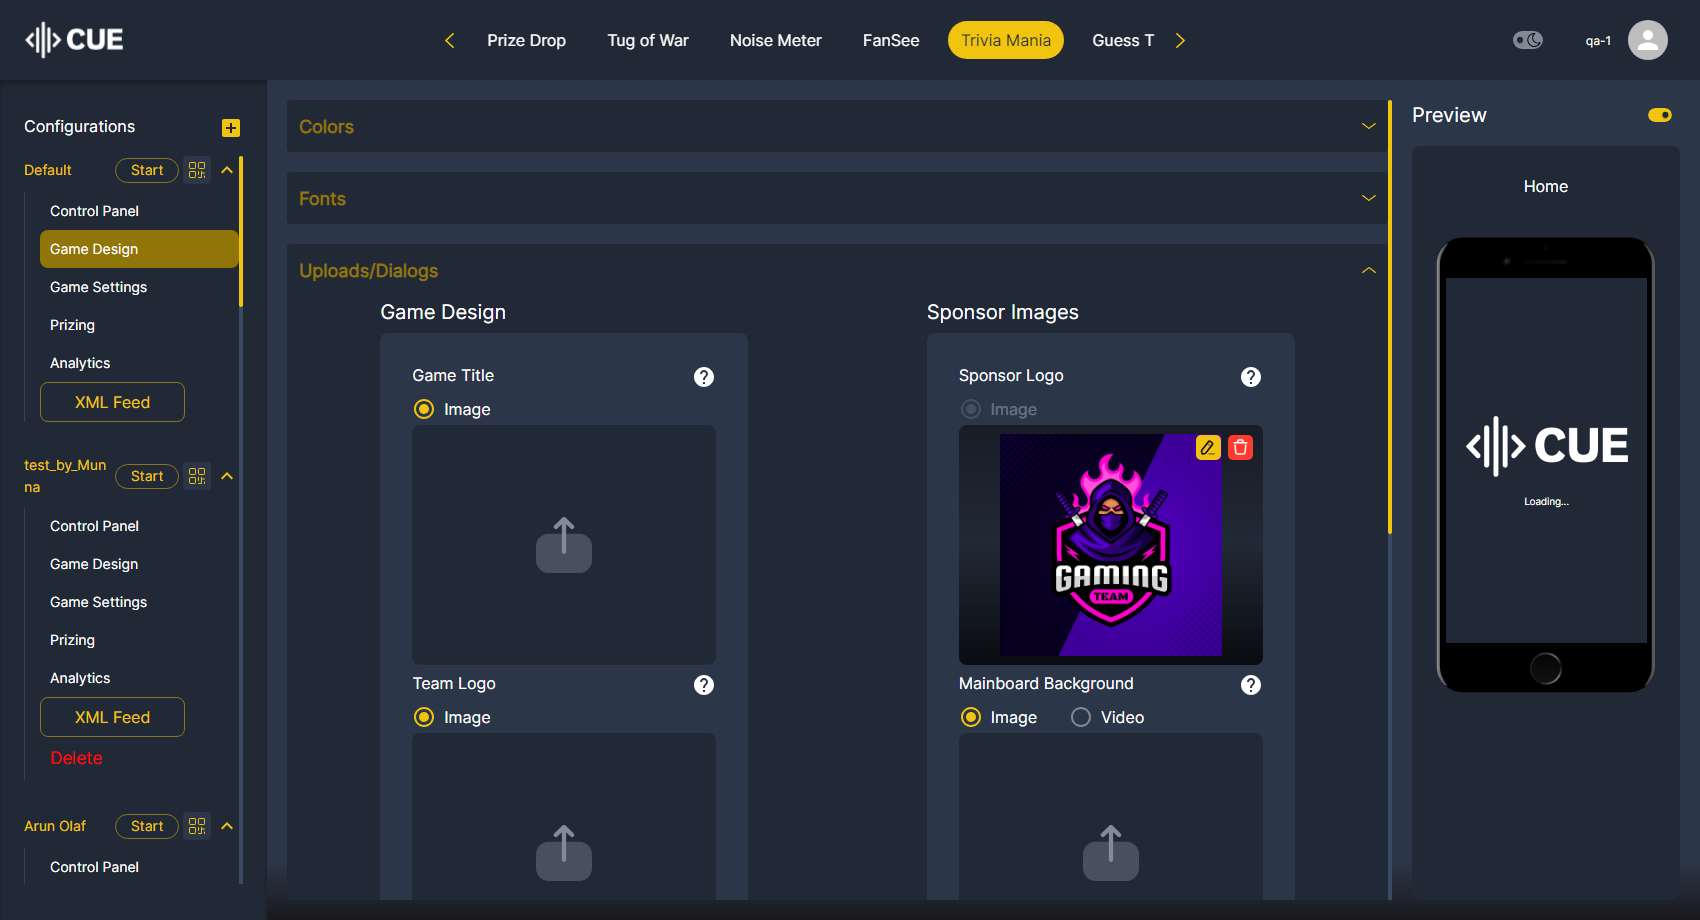 CUE
Prize Drop
Tug of War
Noise Meter
FanSee
Trivia Mania
Guess T
qa-1
Configurations
Default
Start
Control Panel
Game Design
Game Settings
Prizing
Analytics
XML Feed
test_by_Mun
na
Start
Control Panel
Game Design
Game Settings
Prizing
Analytics
XML Feed
Delete
Arun Olaf
Start
Control Panel
Colors
Fonts
Uploads/Dialogs
Game Design
Game Title
Image
Team Logo
Image
Sponsor Images
Sponsor Logo
Image
GAMING
TEAM
Mainboard Background
Image
Video
Preview
Home
CUE
Loading...